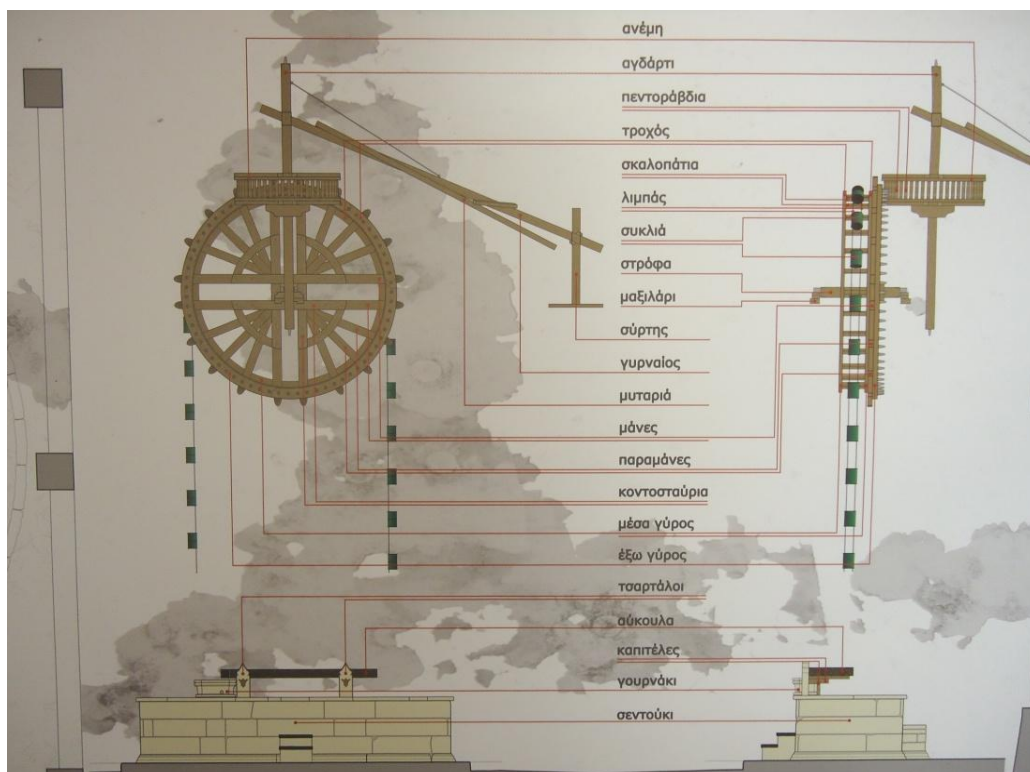 ανέμη
αγδάρτι
πεντοράβδια
τροχός
σκαλοπάτια
λιμπάς
συκλιά
στρόφα
μαξιλάρι
σύρτης
γυρναίος
μυταριά
μάνες
παραμάνες
κοντοσταύρια
μέσα γύρος
έξω γύρος
τσαρτάλοι
αύκουλα
καπιτέλες
γουρνάκι
σεντούκι